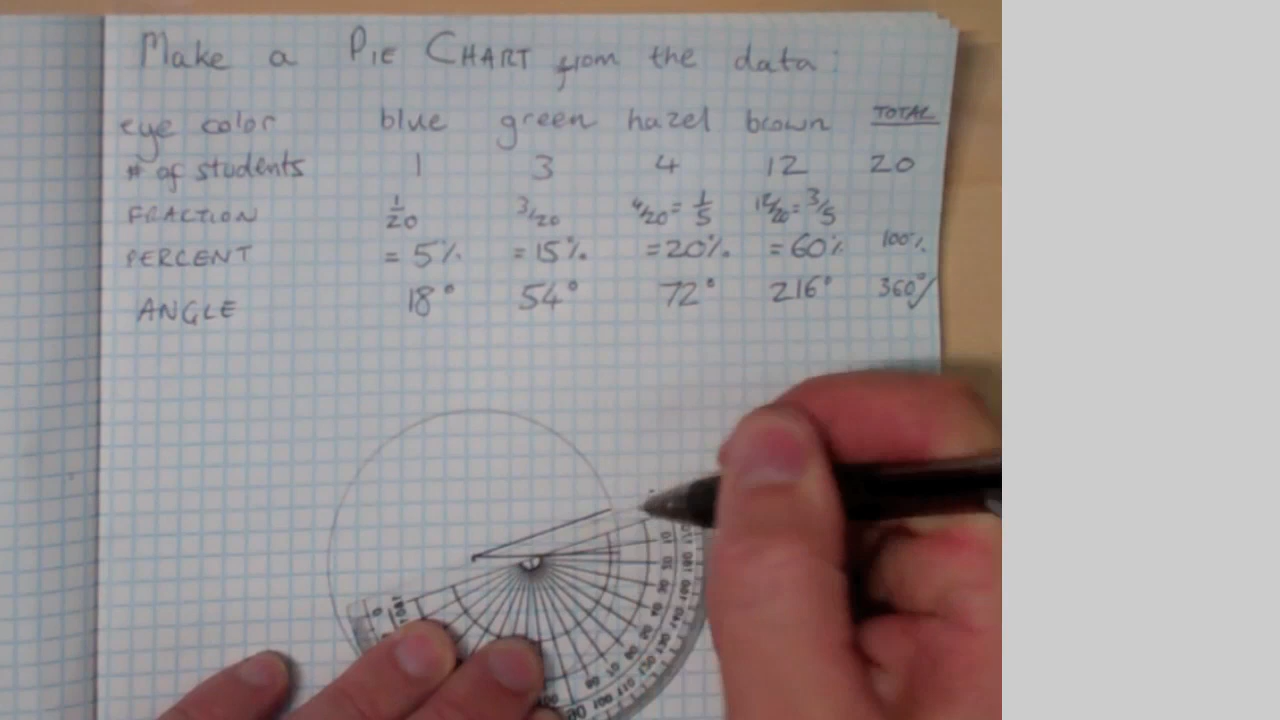 Make a PIE CHART from the data:
eye color blue green hazel brown TOTAL
# of students 1 3 4 12 20
FRACTION 1/20 3/20 4/20 = 1/5 12/20 = 3/5
PERCENT = 5% = 15% = 20% = 60% 100%
ANGLE 18° 54° 72° 216° 360°